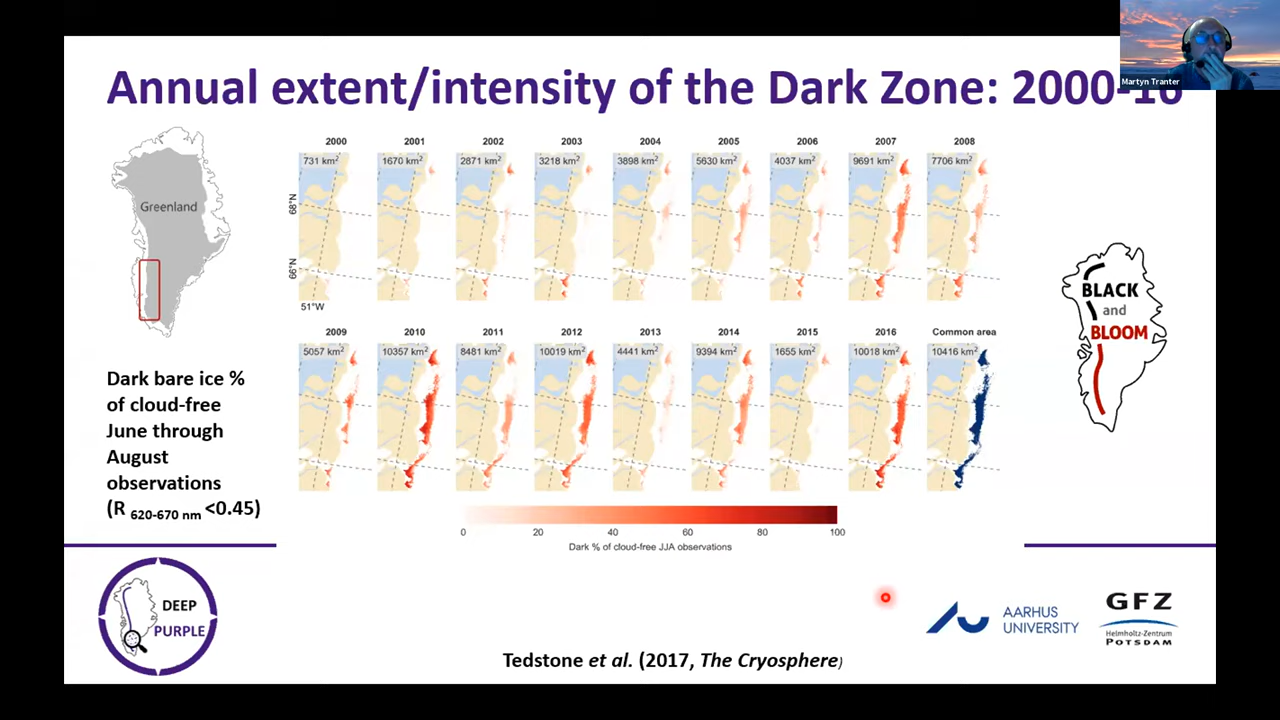 Martyn Tranter
Annual extent/intensity of the Dark Zone: 2000-16
Greenland
2000 2001 2002 2003 2004 2005 2006 2007 2008
731 km² 1670 km² 2871 km² 3218 km² 3898 km² 5630 km² 4037 km² 9691 km² 7706 km²
68°N
66°N
51°W
2009 2010 2011 2012 2013 2014 2015 2016 Common area
5057 km² 10357 km² 8481 km² 10019 km² 4441 km² 9394 km² 1655 km² 10018 km² 10416 km²
BLACK
and
BLOOM
Dark bare ice %
of cloud-free
June through
August
observations
(R 620-670 nm <0.45)
0 20 40 60 80 100
Dark % of cloud-free JJA observations
DEEP
PURPLE
AARHUS
UNIVERSITY
GFZ
Helmholtz-Zentrum
POTSDAM
Tedstone et al. (2017, The Cryosphere)